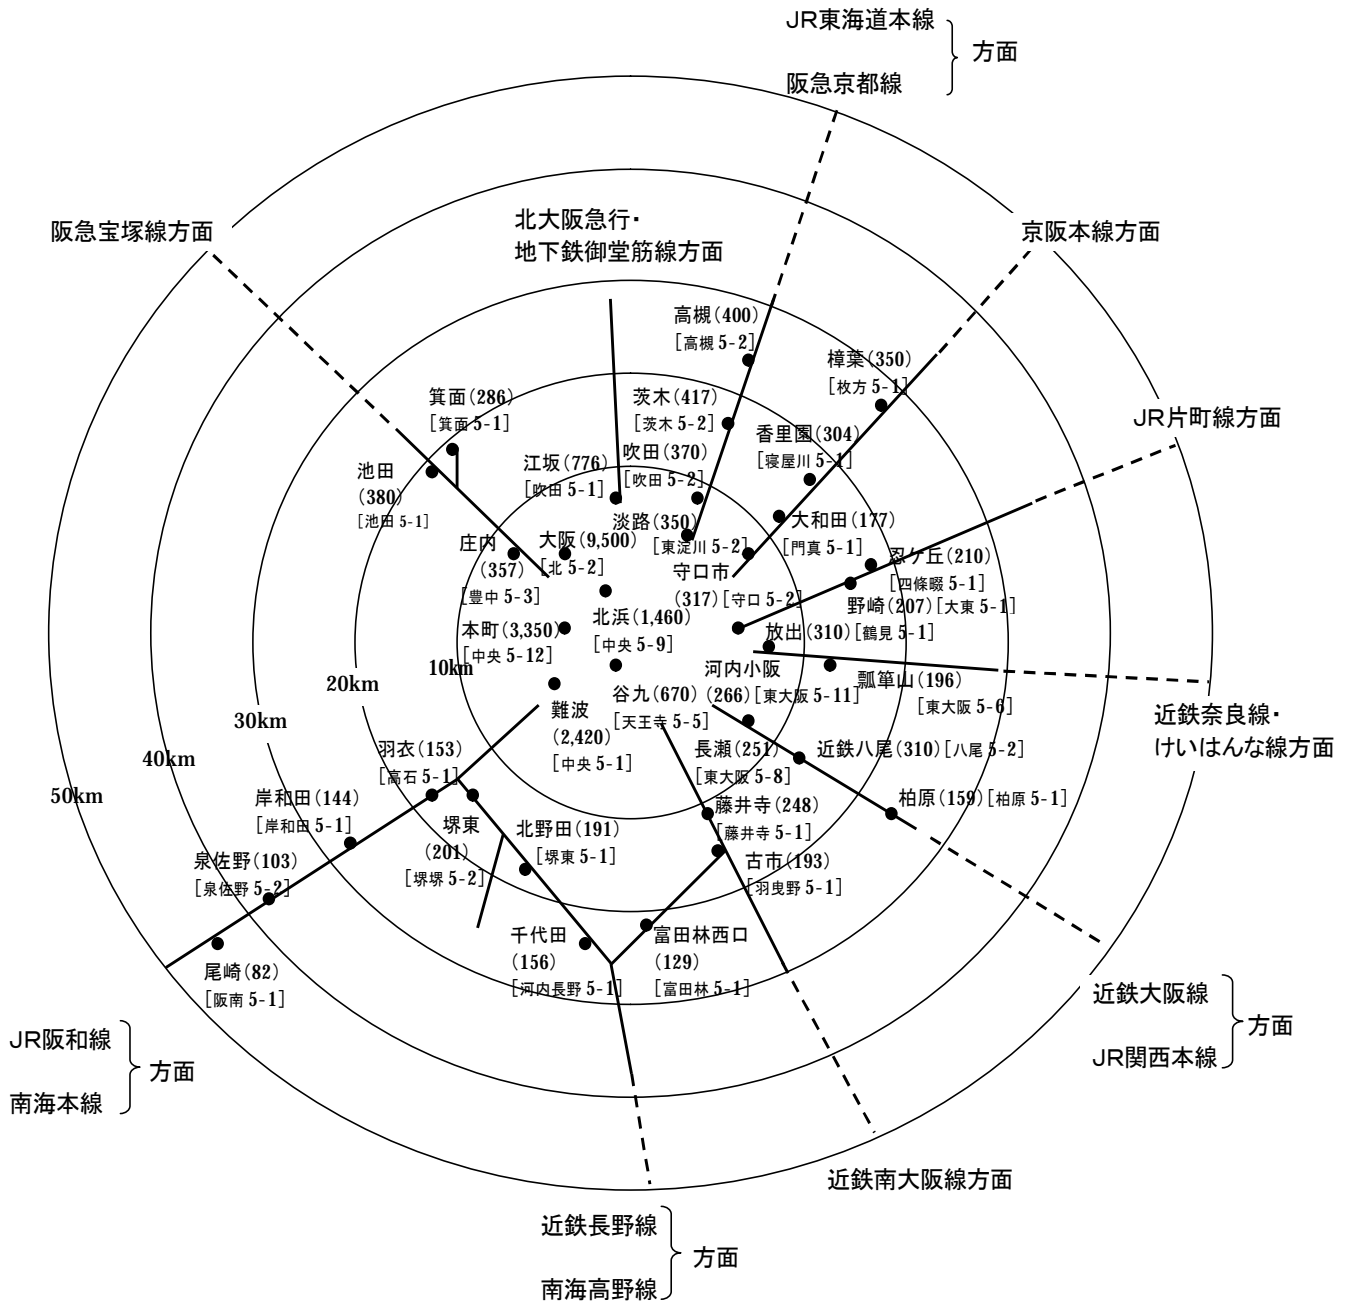 JR東海道本線
方面
阪急京都線
阪急宝塚線方面
北大阪急行・
地下鉄御堂筋線方面
京阪本線方面
高槻(400)
[高槻 5-2]
樟葉(350)
[枚方 5-1]
箕面(286)
[箕面 5-1]
茨木(417)
[茨木 5-2]
JR片町線方面
香里園(304)
[寝屋川 5-1]
池田
(380)
[池田 5-1]
江坂(776)
[吹田 5-1]
吹田(370)
[吹田 5-2]
淡路(350)
[東淀川 5-2]
大和田(177)
[門真 5-1]
庄内
(357)
[豊中 5-3]
大阪(9,500)
[北 5-2]
忍ケ丘(210)
[四條畷 5-1]
守口市
(317)[守口 5-2]
野崎(207)[大東 5-1]
北浜(1,460)
[中央 5-9]
本町(3,350)
[中央 5-12]
放出(310)[鶴見 5-1]
河内小阪
(266)[東大阪 5-11]
瓢箪山(196)
[東大阪 5-6]
10km
20km
30km
40km
50km
谷九(670)
[天王寺 5-5]
難波
(2,420)
[中央 5-1]
近鉄奈良線・
けいはんな線方面
羽衣(153)
[高石 5-1]
長瀬(251)
[東大阪 5-8]
近鉄八尾(310)[八尾 5-2]
岸和田(144)
[岸和田 5-1]
柏原(159)[柏原 5-1]
堺東
(201)
[堺堺 5-2]
北野田(191)
[堺東 5-1]
藤井寺(248)
[藤井寺 5-1]
泉佐野(103)
[泉佐野 5-2]
古市(193)
[羽曳野 5-1]
千代田
(156)
[河内長野 5-1]
富田林西口
(129)
[富田林 5-1]
尾崎(82)
[阪南 5-1]
近鉄大阪線
方面
JR関西本線
JR阪和線
方面
南海本線
近鉄南大阪線方面
近鉄長野線
方面
南海高野線